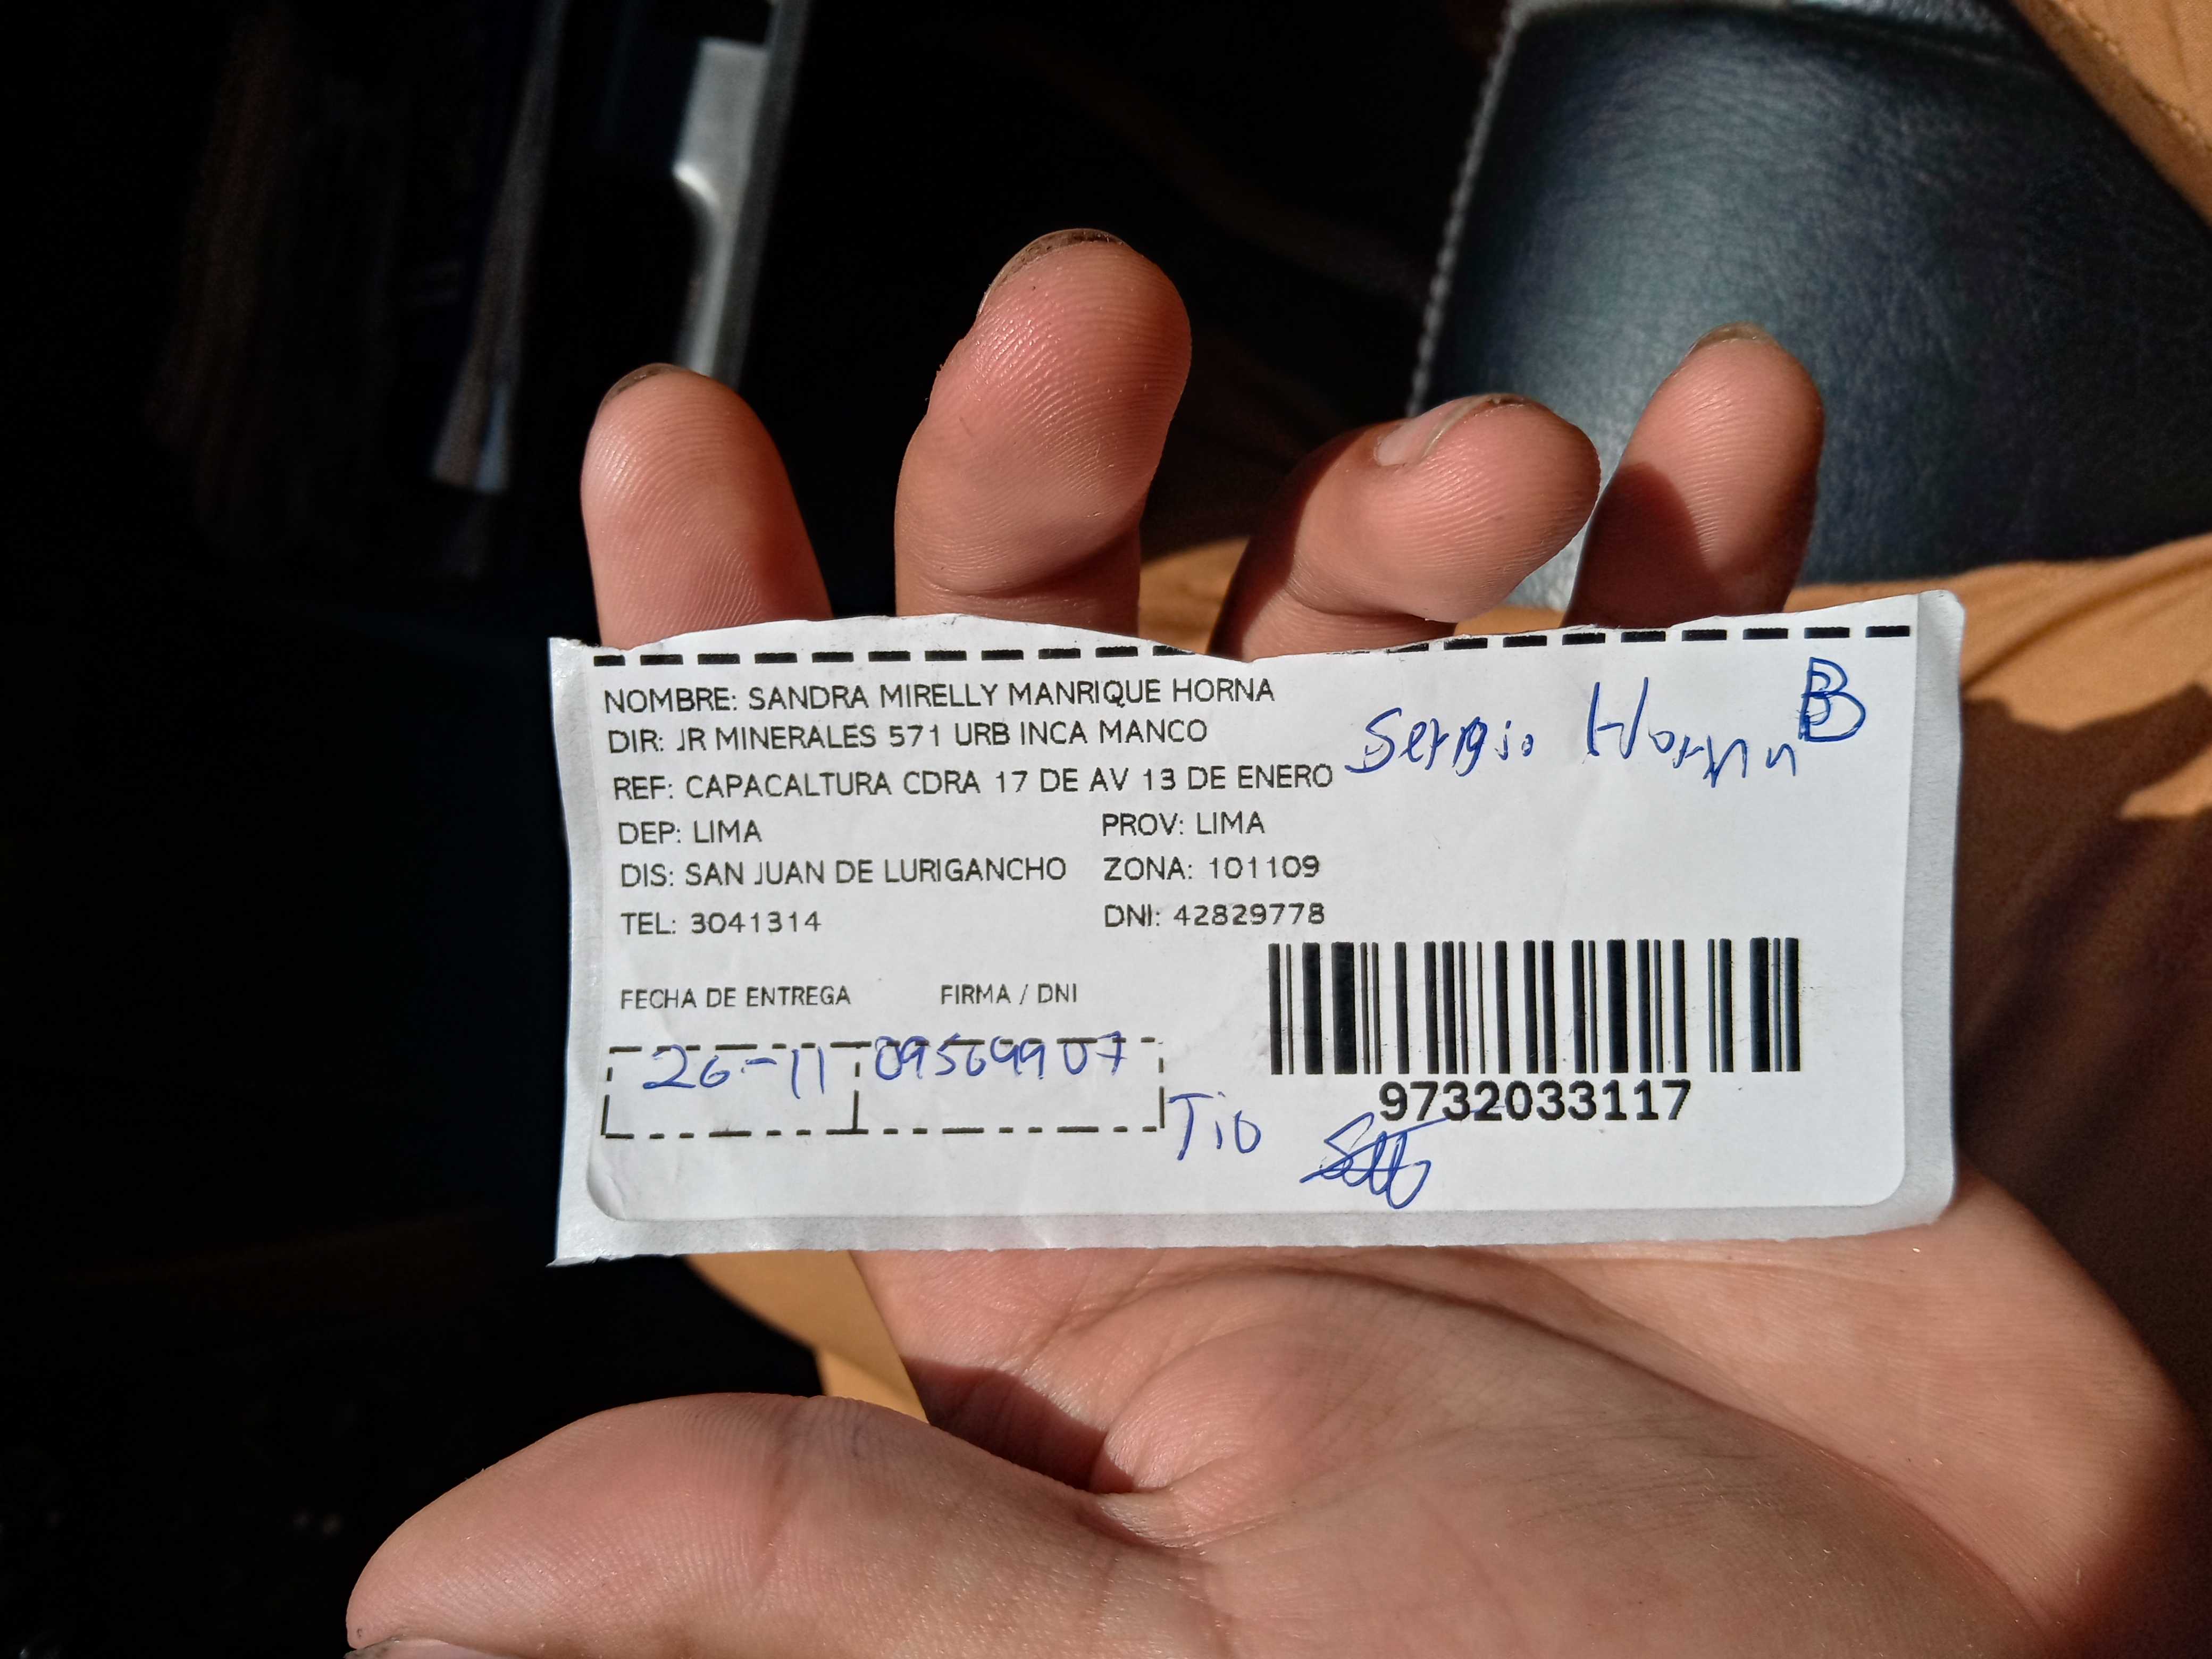 NOMBRE: SANDRA MIRELLY MANRIQUE HORNA
DIR: JR MINERALES 571 URB INCA MANCO
REF: CAPACALTURA CDRA 17 DE AV 13 DE ENERO
Sergio Horna B
DEP: LIMA PROV: LIMA
DIS: SAN JUAN DE LURIGANCHO ZONA: 101109
TEL: 3041314 DNI: 42829778
FECHA DE ENTREGA FIRMA / DNI
26-11 09569907
9732033117
Tio